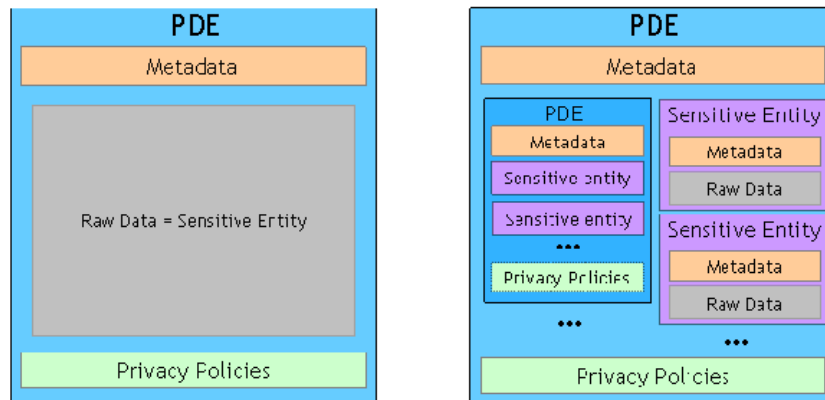 PDE
Metadata
Raw Data = Sensitive Entity
Privacy Policies
PDE
Metadata
PDE
Metadata
Sensitive entity
Sensitive entity
...
Privacy Policies
...
Sensitive Entity
Metadata
Raw Data
Sensitive Entity
Metadata
Raw Data
...
Privacy Policies